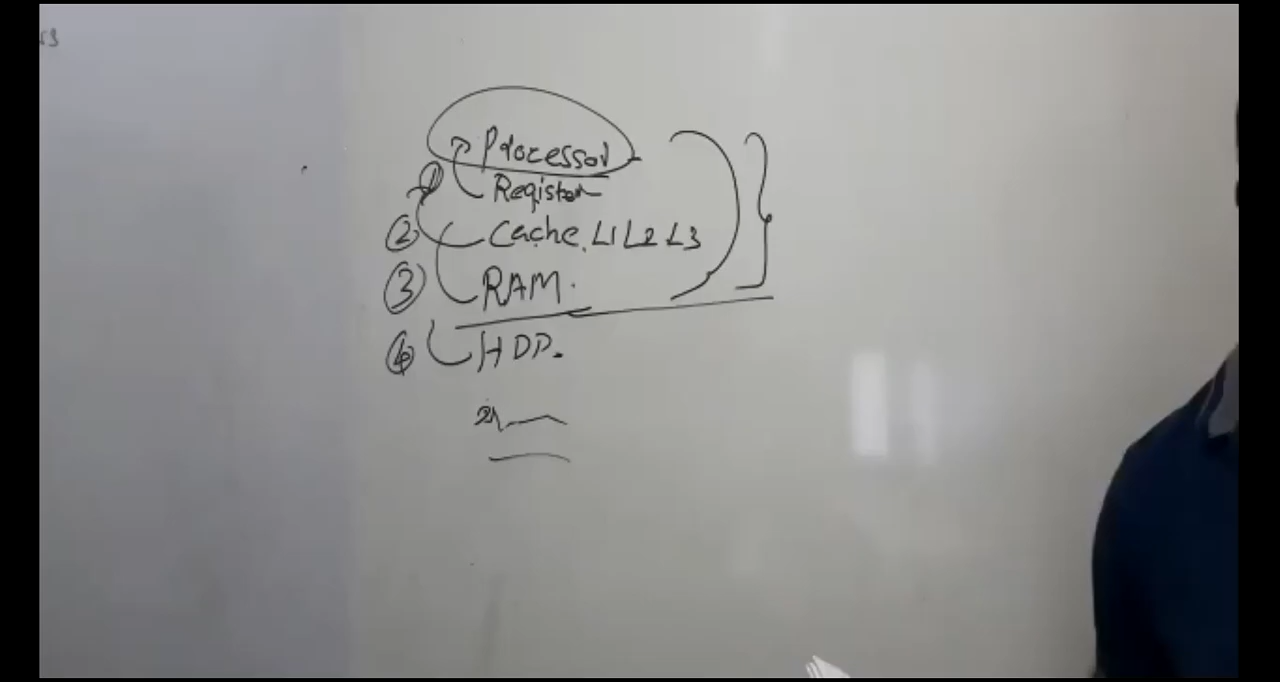 Processor
① Register
② Cache L1 L2 L3
③ RAM.
④ HDD.